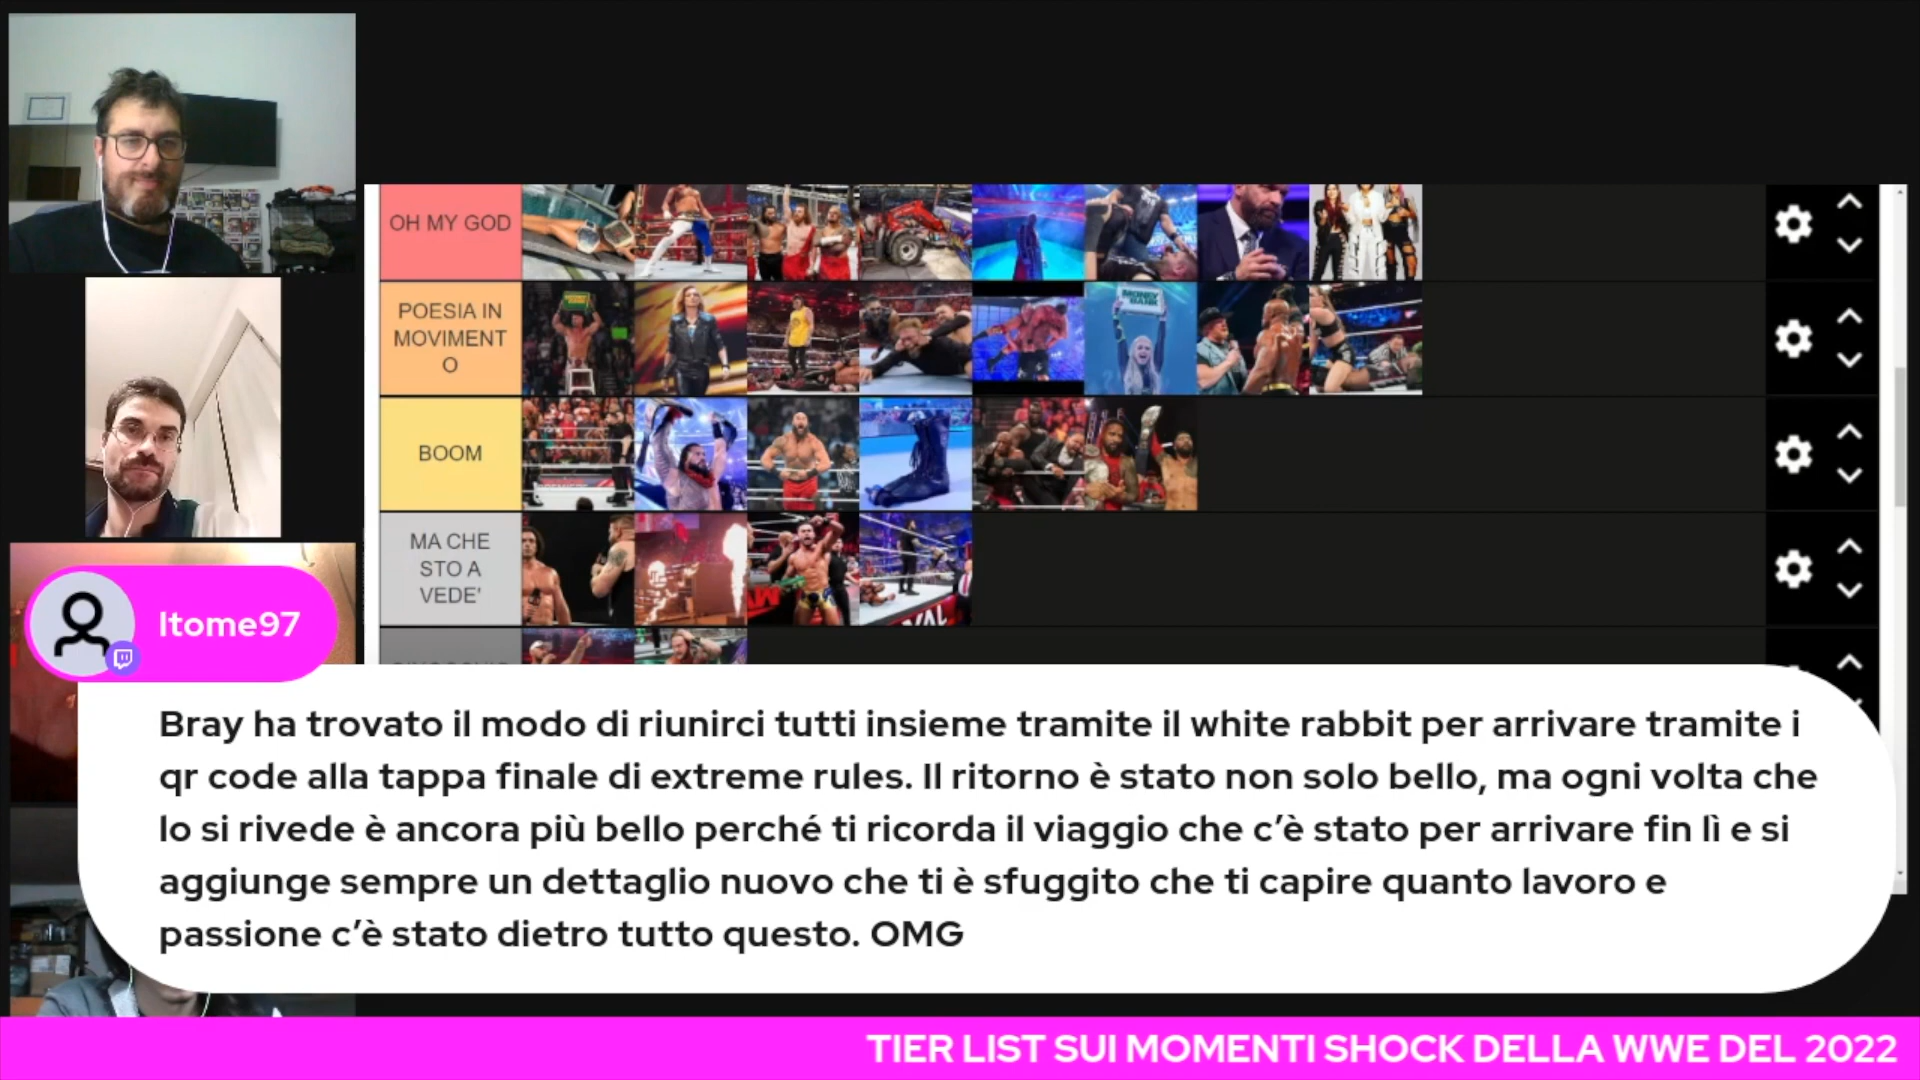 OH MY GOD
POESIA IN
MOVIMENT
O
BOOM
MA CHE
STO A
VEDE'
MONEY
BANK
Itome97
Bray ha trovato il modo di riunirci tutti insieme tramite il white rabbit per arrivare tramite i
qr code alla tappa finale di extreme rules. Il ritorno è stato non solo bello, ma ogni volta che
lo si rivede è ancora più bello perché ti ricorda il viaggio che c’è stato per arrivare fin lì e si
aggiunge sempre un dettaglio nuovo che ti è sfuggito che ti capire quanto lavoro e
passione c’è stato dietro tutto questo. OMG
TIER LIST SUI MOMENTI SHOCK DELLA WWE DEL 2022